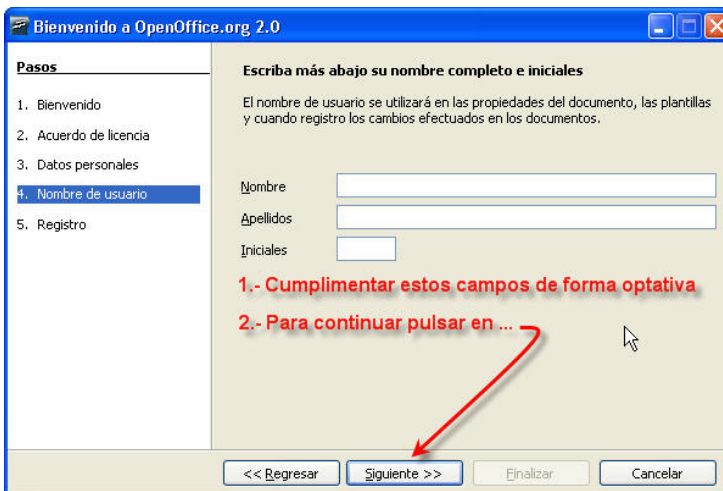 Bienvenido a OpenOffice.org 2.0
Pasos
1. Bienvenido
2. Acuerdo de licencia
3. Datos personales
4. Nombre de usuario
5. Registro
Escriba más abajo su nombre completo e iniciales
El nombre de usuario se utilizará en las propiedades del documento, las plantillas
y cuando registro los cambios efectuados en los documentos.
Nombre
Apellidos
Iniciales
1.- Cumplimentar estos campos de forma optativa
2.- Para continuar pulsar en ...
<< Regresar
Siguiente >>
Finalizar
Cancelar